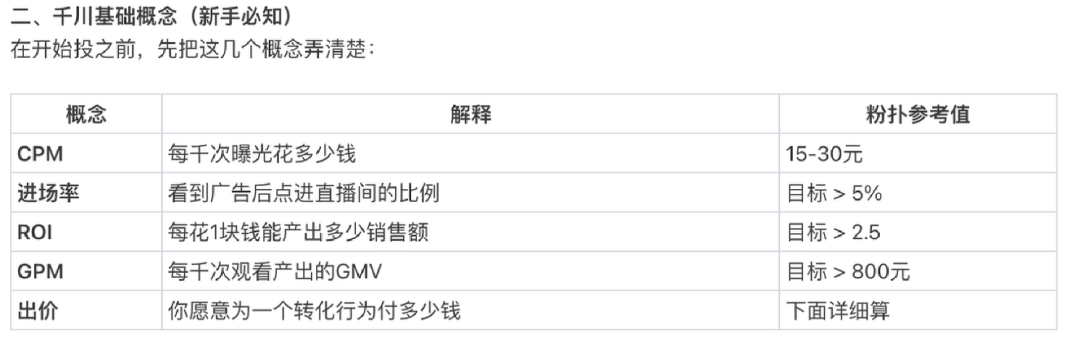 二、千川基础概念（新手必知）
在开始投之前，先把这几个概念弄清楚：
概念 解释 粉扑参考值
CPM 每千次曝光花多少钱 15-30元
进场率 看到广告后点进直播间的比例 目标 > 5%
ROI 每花1块钱能产出多少销售额 目标 > 2.5
GPM 每千次观看产出的GMV 目标 > 800元
出价 你愿意为一个转化行为付多少钱 下面详细算